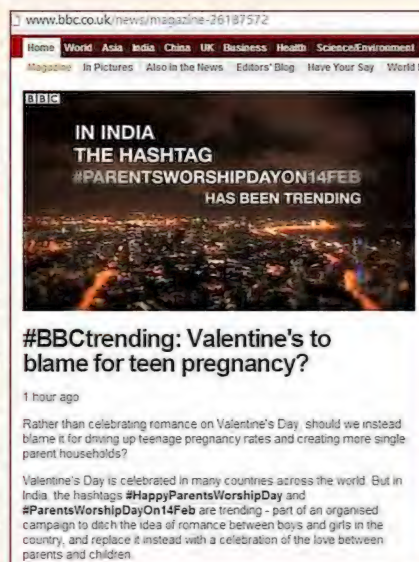 www.bbc.co.uk/news/magazine-26187572
Home World Asia India China UK Business Health Science/Environment
Magazine In Pictures Also in the News Editors' Blog Have Your Say World
BBC
IN INDIA
THE HASHTAG
#PARENTSWORSHIPDAYON14FEB
HAS BEEN TRENDING
#BBCtrending: Valentine's to
blame for teen pregnancy?
1 hour ago
Rather than celebrating romance on Valentine's Day, should we instead
blame it for driving up teenage pregnancy rates and creating more single
parent households?
Valentine's Day is celebrated in many countries across the world. But in
India, the hashtags #HappyParentsWorshipDay and
#ParentsWorshipDayOn14Feb are trending - part of an organised
campaign to ditch the idea of romance between boys and girls in the
country, and replace it instead with a celebration of the love between
parents and children.